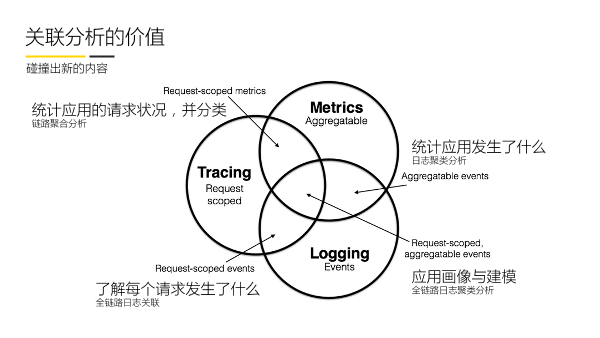 关联分析的价值
碰撞出新的内容
Request-scoped metrics
统计应用的请求状况，并分类
链路聚合分析
Metrics
Aggregatable
统计应用发生了什么
日志聚类分析
Tracing
Request
scoped
Aggregatable events
Logging
Events
Request-scoped,
aggregatable events
Request-scoped events
应用画像与建模
全链路日志聚类分析
了解每个请求发生了什么
全链路日志关联